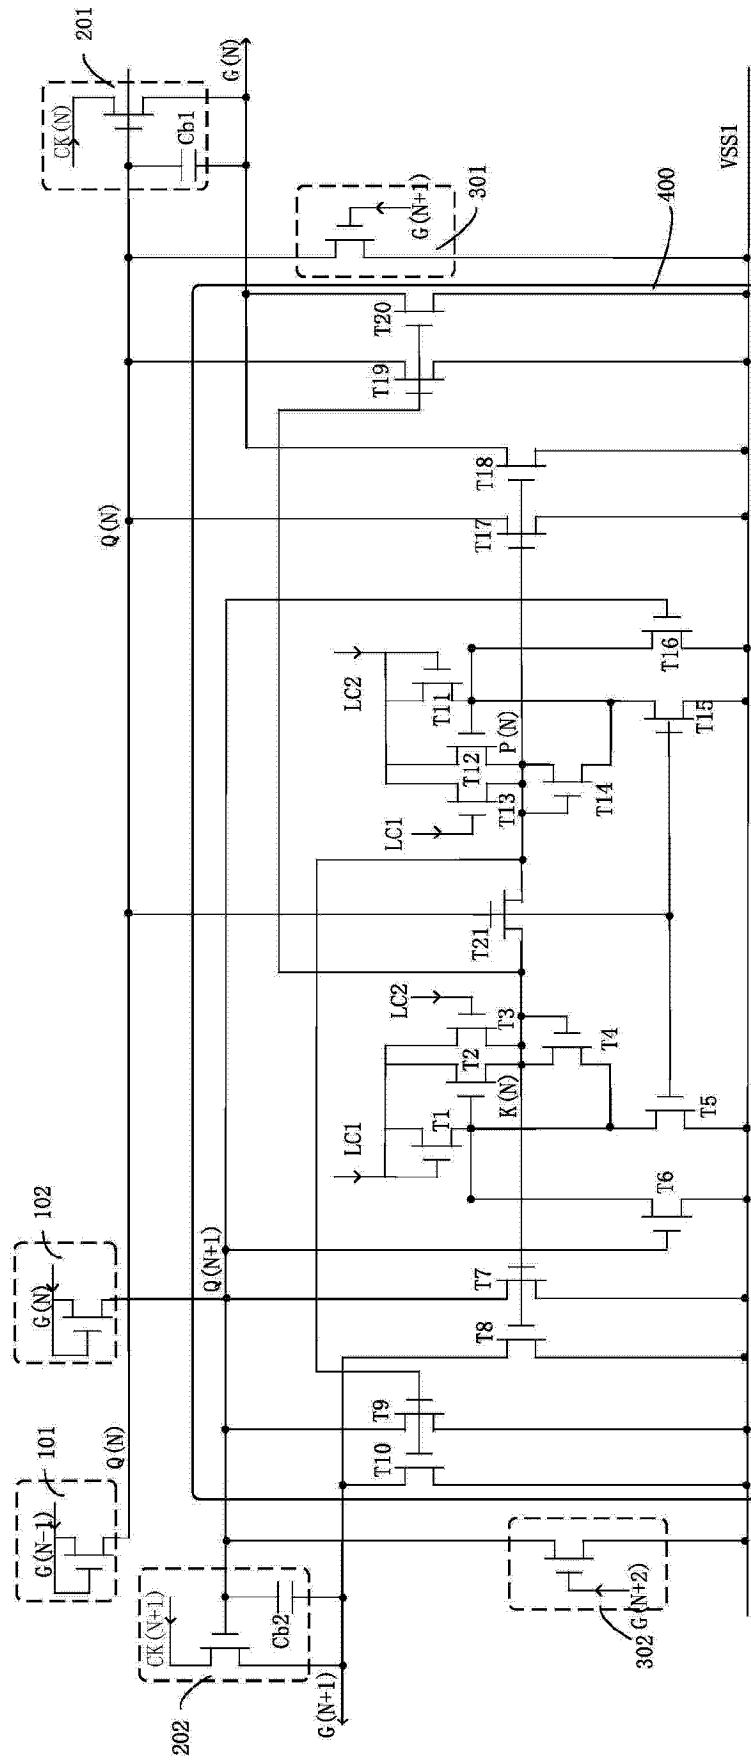 201
CK(N)
Cb1
G(N)
301
G(N+1)
VSS1
400
T20
T19
T18
T17
Q(N)
LC2
T11
T16
T12
P(N)
T15
LC1
T13
T14
T21
LC2
T3
T2
K(N)
T4
LC1
T1
T5
T6
102
G(N)
Q(N+1)
T7
T8
101
G(N-1)
Q(N)
T9
T10
CK(N+1)
Cb2
202
G(N+1)
G(N+2)
302